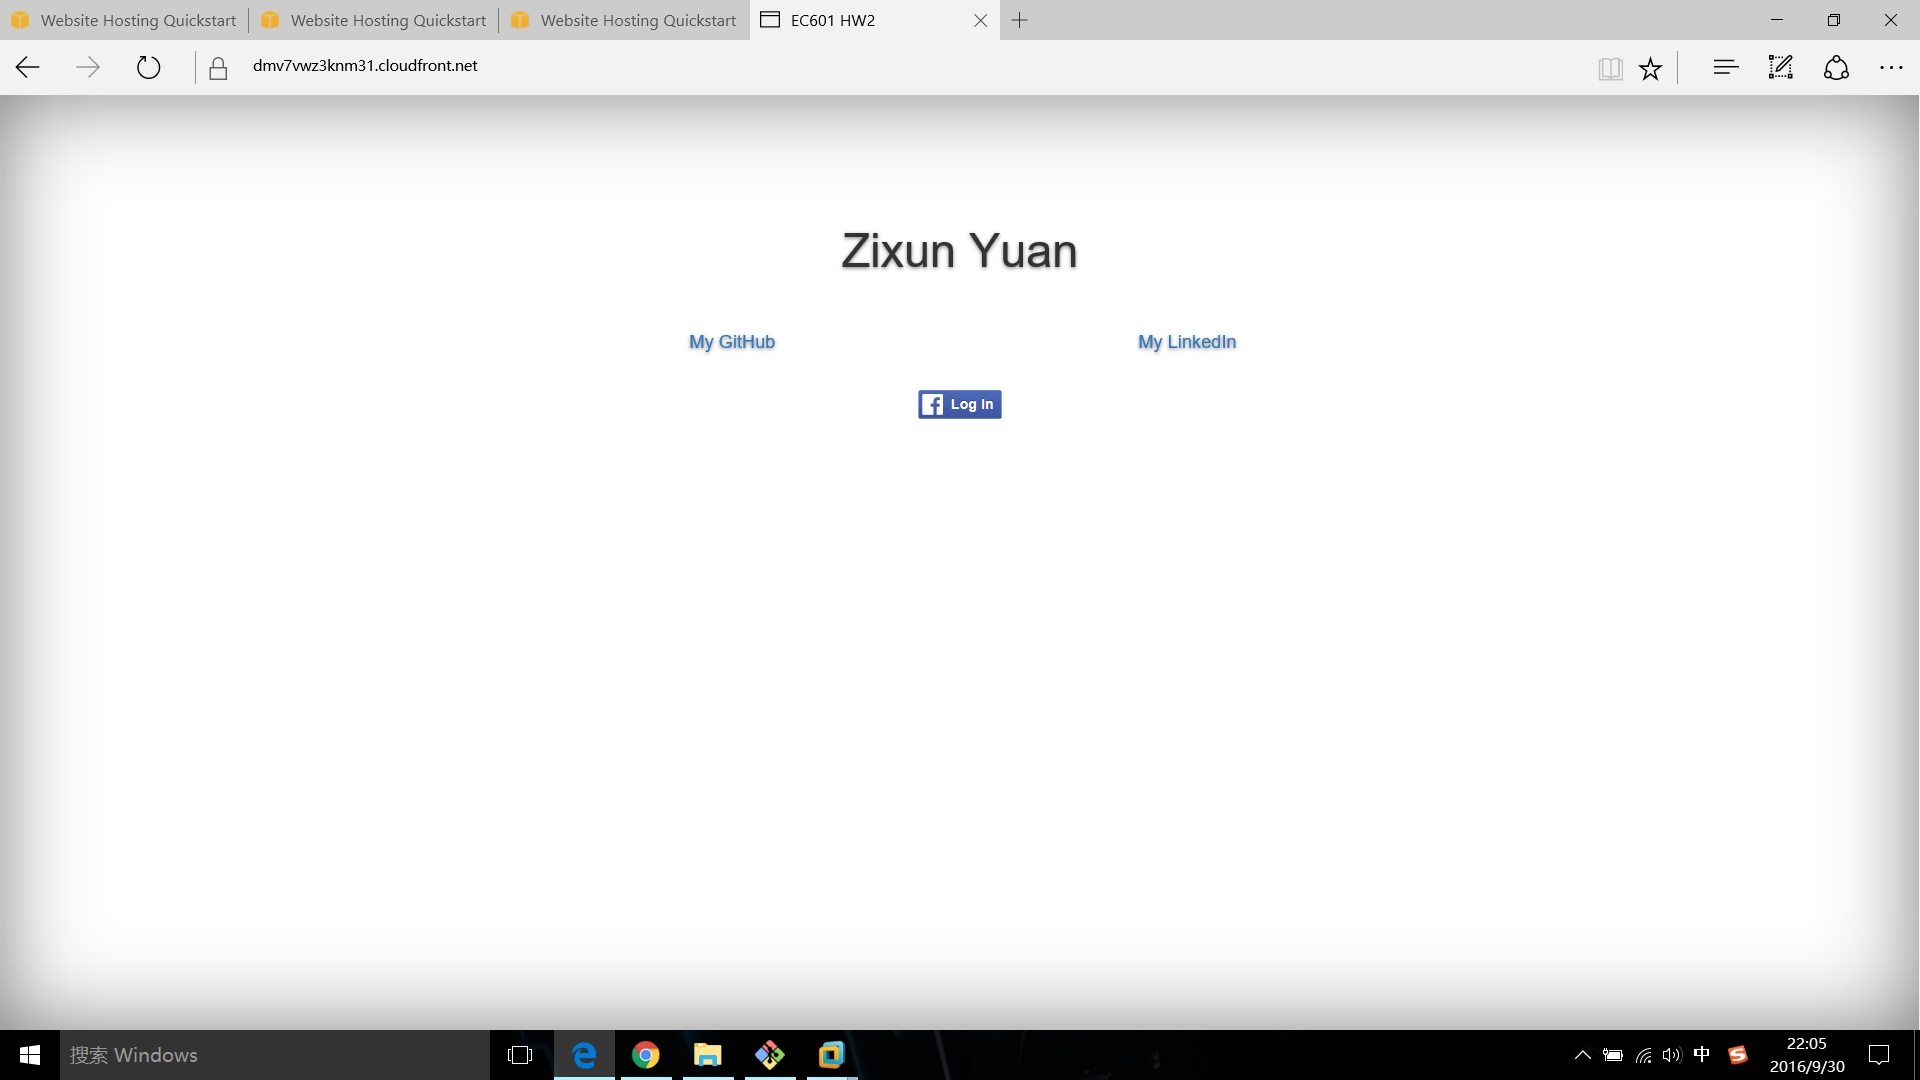 Website Hosting Quickstart
Website Hosting Quickstart
Website Hosting Quickstart
EC601 HW2
dmv7vwz3knm31.cloudfront.net
Zixun Yuan
My GitHub
My LinkedIn
Log In
搜索 Windows
中
22:05
2016/9/30